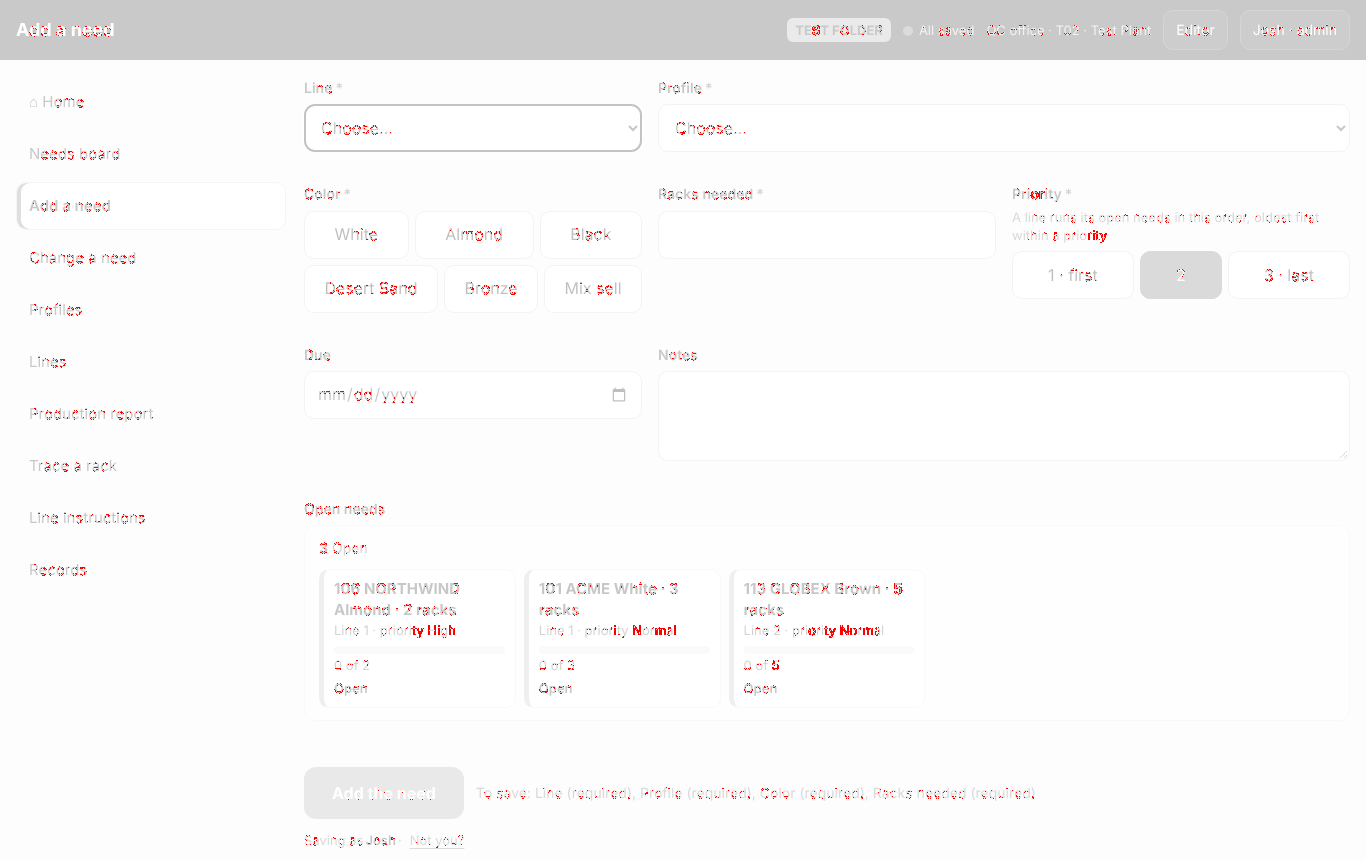 Add a need
TEST FOLDER
All saved · QC office · T02 · Test Plant
Editor
Josh · admin
⌂ Home
Needs board
Add a need
Change a need
Profiles
Lines
Production report
Trace a rack
Line instructions
Records
Line *
Choose...
Profile *
Choose...
Color *
White
Almond
Black
Desert Sand
Bronze
Mix sell
Racks needed *
Priority *
A line runs its open needs in this order, oldest first
within a priority
1 · first
2
3 · last
Due
mm/dd/yyyy
Notes
Open needs
3 Open
106 NORTHWIND
Almond · 2 racks
Line 1 · priority High
0 of 2
Open
101 ACME White · 3
racks
Line 1 · priority Normal
0 of 3
Open
113 GLOBEX Brown · 5
racks
Line 2 · priority Normal
0 of 5
Open
Add the need
To save: Line (required), Profile (required), Color (required), Racks needed (required)
Saving as Josh · Not you?